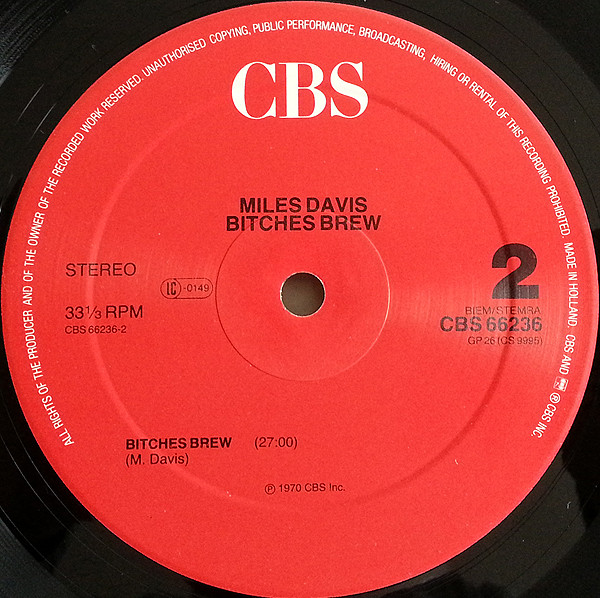 ALL RIGHTS OF THE PRODUCER AND OF THE OWNER OF THE RECORDED WORK RESERVED. UNAUTHORISED COPYING, PUBLIC PERFORMANCE, BROADCASTING, HIRING OR RENTAL OF THIS RECORDING PROHIBITED. MADE IN HOLLAND. CBS AND ℗ CBS INC.
CBS
MILES DAVIS
BITCHES BREW
STEREO
LC -0149
2
33⅓ RPM
CBS 66236-2
BIEM/STEMRA
CBS 66236
GP 26 (CS 9995)
BITCHES BREW (27:00)
(M. Davis)
℗ 1970 CBS Inc.